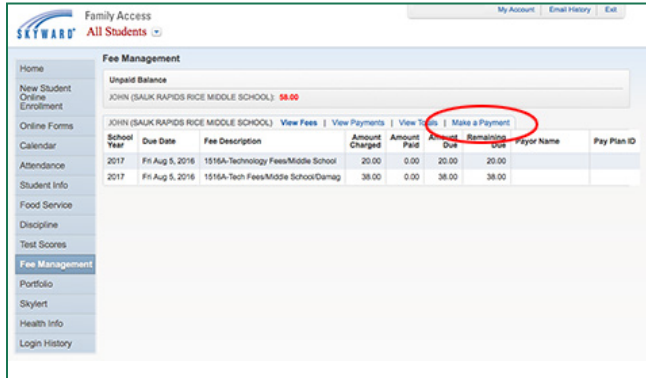 My Account | Email History | Exit
SKYWARD®
Family Access
All Students
Home
New Student
Online
Enrollment
Online Forms
Calendar
Attendance
Student Info
Food Service
Discipline
Test Scores
Fee Management
Portfolio
Skylert
Health Info
Login History
Fee Management
Unpaid Balance
JOHN (SAUK RAPIDS RICE MIDDLE SCHOOL): 58.00
JOHN (SAUK RAPIDS RICE MIDDLE SCHOOL) View Fees | View Payments | View Totals | Make a Payment
School Year Due Date Fee Description Amount Charged Amount Paid Amount Due Remaining Due Payor Name Pay Plan ID
2017 Fri Aug 5, 2016 1516A-Technology Fees/Middle School 20.00 0.00 20.00 20.00
2017 Fri Aug 5, 2016 1516A-Tech Fees/Middle School/Damag 38.00 0.00 38.00 38.00